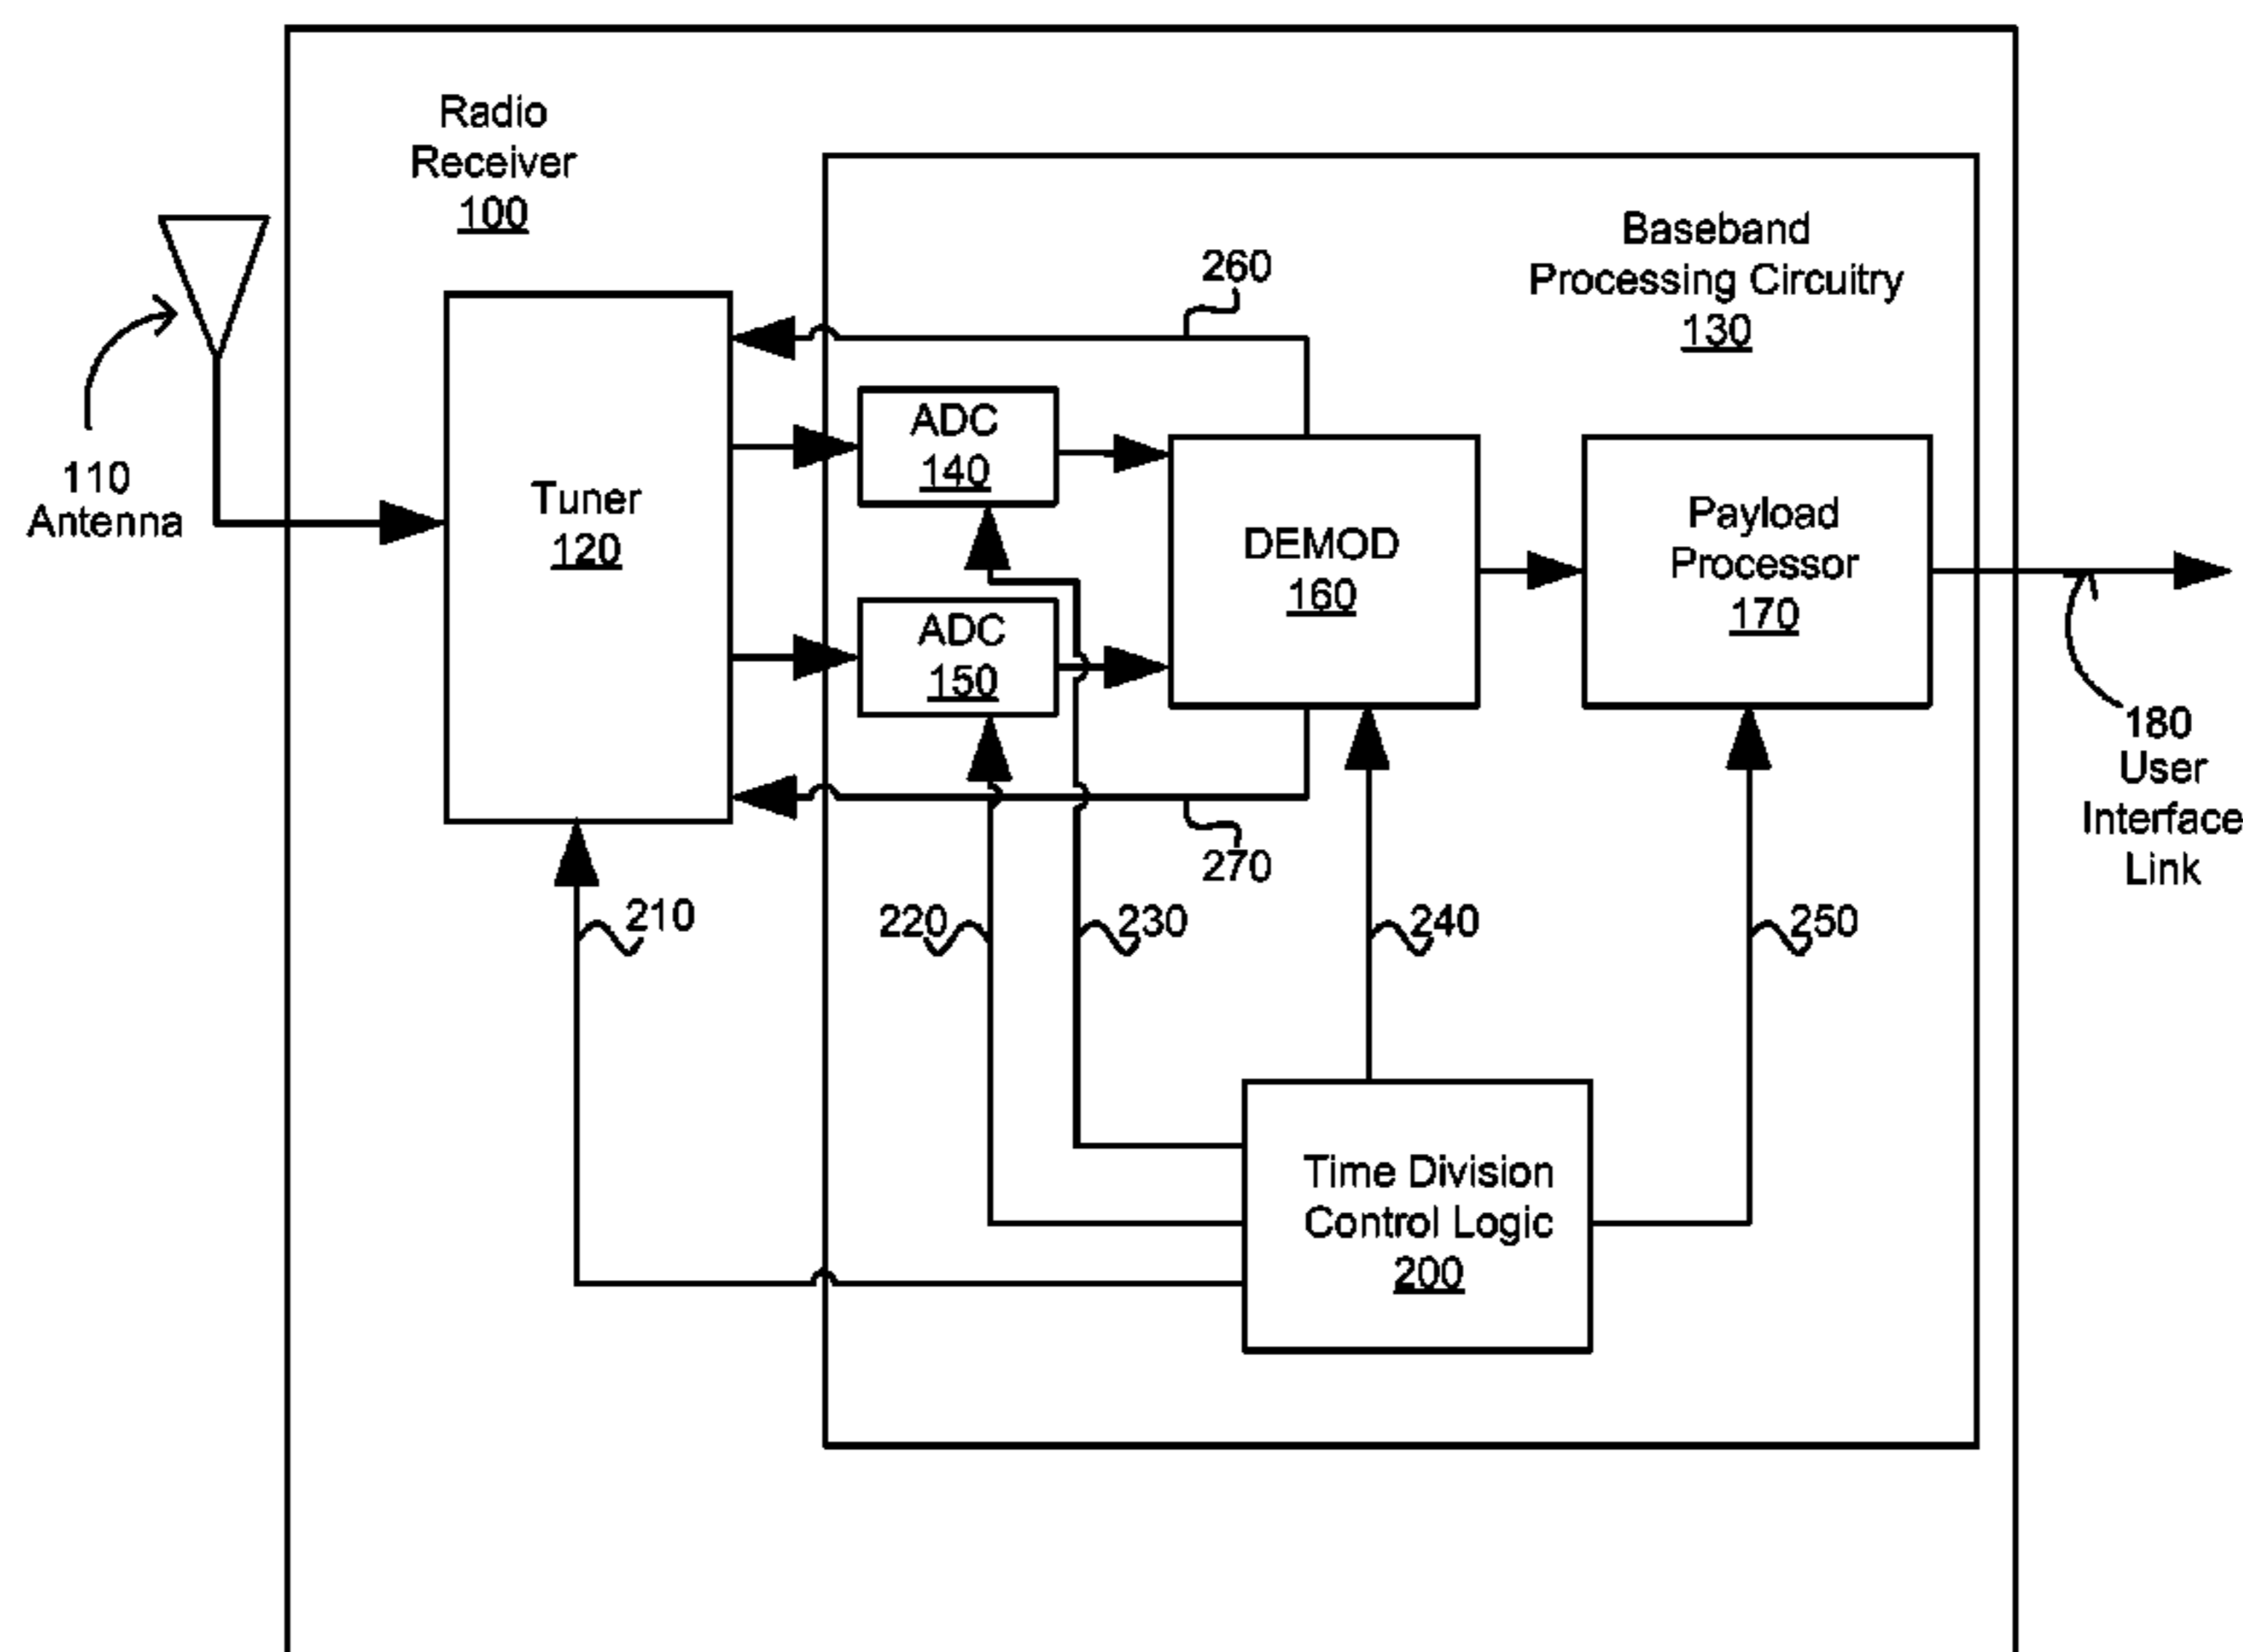 Radio
Receiver
100
Baseband
Processing Circuitry
130
260
ADC
140
110
Antenna
Tuner
120
DEMOD
160
Payload
Processor
170
ADC
150
180
User
Interface
Link
270
210
220
230
240
250
Time Division
Control Logic
200